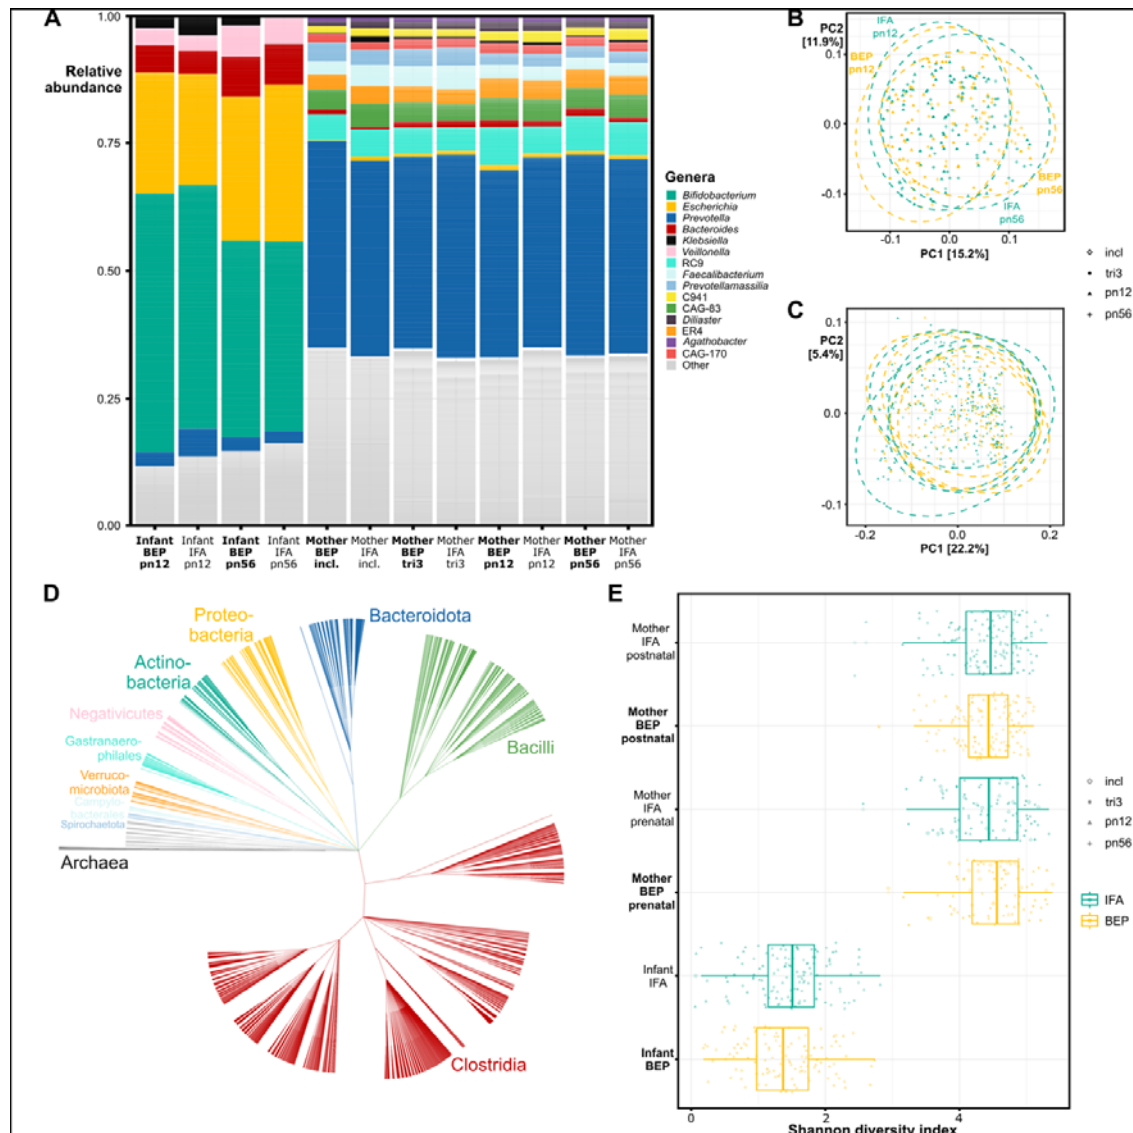 A
Relative
abundance
1.00
0.75
0.50
0.25
0.00
Infant
BEP
pn12
Infant
IFA
pn12
Infant
BEP
pn56
Infant
IFA
pn56
Mother
BEP
incl.
Mother
IFA
incl.
Mother
BEP
tri3
Mother
IFA
tri3
Mother
BEP
pn12
Mother
IFA
pn12
Mother
BEP
pn56
Mother
IFA
pn56
Genera
Bifidobacterium
Escherichia
Prevotella
Bacteroides
Klebsiella
Veillonella
RC9
Faecalibacterium
Prevotellamassilia
C941
CAG-83
Diliaster
ER4
Agathobacter
CAG-170
Other
B
PC2
[11.9%]
0.1
0.0
-0.1
IFA
pn12
BEP
pn12
BEP
pn56
IFA
pn56
-0.1
0.0
0.1
PC1 [15.2%]
incl
tri3
pn12
pn56
C
PC2
[5.4%]
0.1
0.0
-0.1
-0.2
0.0
0.2
PC1 [22.2%]
D
Proteo-
bacteria
Bacteroidota
Actino-
bacteria
Negativicutes
Gastranaero-
philales
Verruco-
microbiota
Campylo-
bacterales
Spirochaetota
Archaea
Bacilli
Clostridia
E
Mother
IFA
postnatal
Mother
BEP
postnatal
Mother
IFA
prenatal
Mother
BEP
prenatal
Infant
IFA
Infant
BEP
0
2
4
Shannon diversity index
incl
tri3
pn12
pn56
IFA
BEP